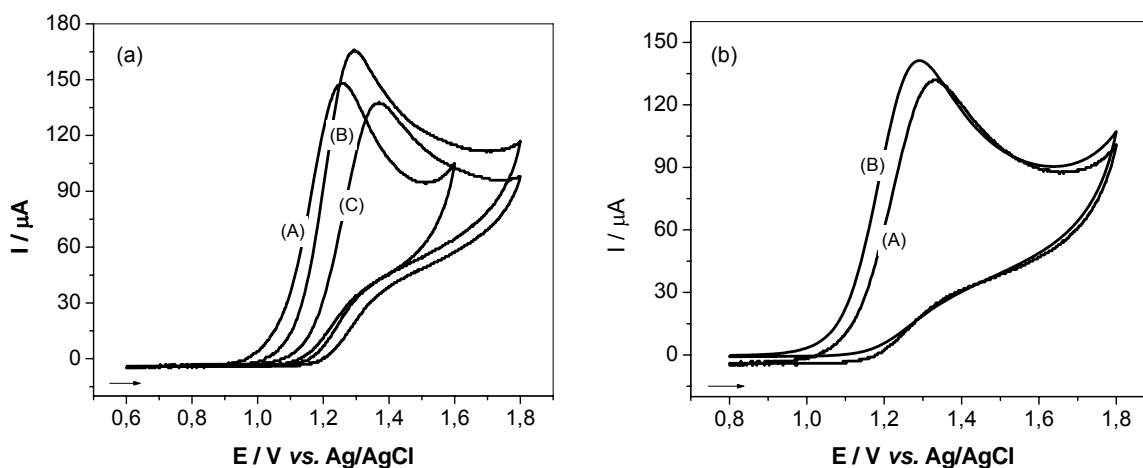 (a)
180
150
120
90
60
30
0
I / µA
(A)
(B)
(C)
0,6 0,8 1,0 1,2 1,4 1,6 1,8
E / V vs. Ag/AgCl
(b)
150
120
90
60
30
0
I / µA
(B)
(A)
0,8 1,0 1,2 1,4 1,6 1,8
E / V vs. Ag/AgCl